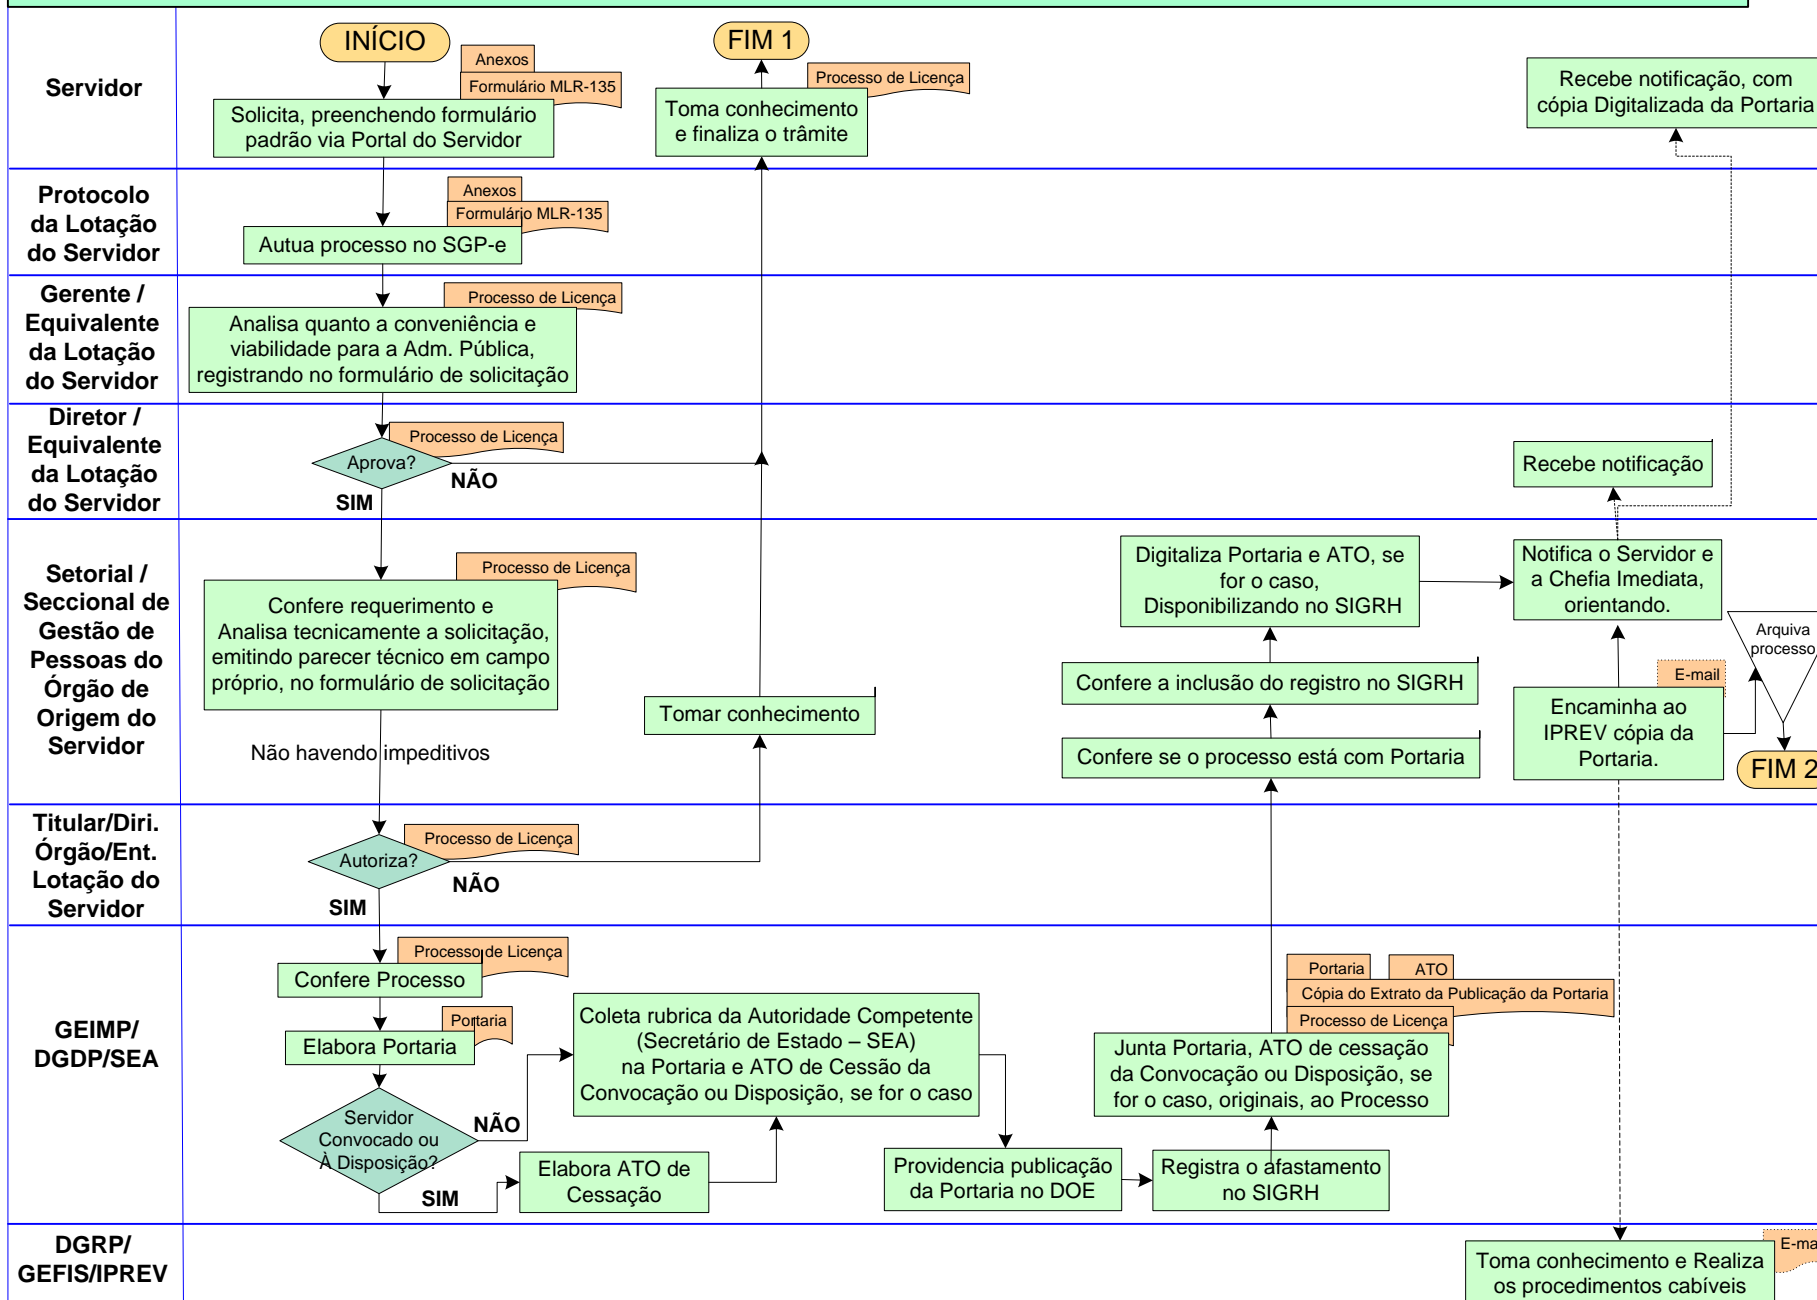 INÍCIO
Anexos
Formulário MLR-135
FIM 1
Processo de Licença
Servidor
Solicita, preenchendo formulário
padrão via Portal do Servidor
Toma conhecimento
e finaliza o trâmite
Recebe notificação, com
cópia Digitalizada da Portaria
Protocolo
da Lotação
do Servidor
Anexos
Formulário MLR-135
Autua processo no SGP-e
Gerente /
Equivalente
da Lotação
do Servidor
Processo de Licença
Analisa quanto a conveniência e
viabilidade para a Adm. Pública,
registrando no formulário de solicitação
Diretor /
Equivalente
da Lotação
do Servidor
Processo de Licença
Aprova?
NÃO
SIM
Recebe notificação
Setorial /
Seccional de
Gestão de
Pessoas do
Órgão de
Origem do
Servidor
Processo de Licença
Confere requerimento e
Analisa tecnicamente a solicitação,
emitindo parecer técnico em campo
próprio, no formulário de solicitação
Não havendo impeditivos
Tomar conhecimento
Digitaliza Portaria e ATO, se
for o caso,
Disponibilizando no SIGRH
Confere a inclusão do registro no SIGRH
Confere se o processo está com Portaria
Notifica o Servidor e
a Chefia Imediata,
orientando.
E-mail
Encaminha ao
IPREV cópia da
Portaria.
Arquiva
processo
FIM 2
Titular/Diri.
Órgão/Ent.
Lotação do
Servidor
Processo de Licença
Autoriza?
NÃO
SIM
GEIMP/
DGDP/SEA
Processo de Licença
Confere Processo
Portaria
Elabora Portaria
Servidor
Convocado ou
À Disposição?
NÃO
SIM
Elabora ATO de
Cessação
Coleta rubrica da Autoridade Competente
(Secretário de Estado – SEA)
na Portaria e ATO de Cessão da
Convocação ou Disposição, se for o caso
Providencia publicação
da Portaria no DOE
Registra o afastamento
no SIGRH
Portaria
ATO
Cópia do Extrato da Publicação da Portaria
Processo de Licença
Junta Portaria, ATO de cessação
da Convocação ou Disposição, se
for o caso, originais, ao Processo
DGRP/
GEFIS/IPREV
E-ma
Toma conhecimento e Realiza
os procedimentos cabíveis